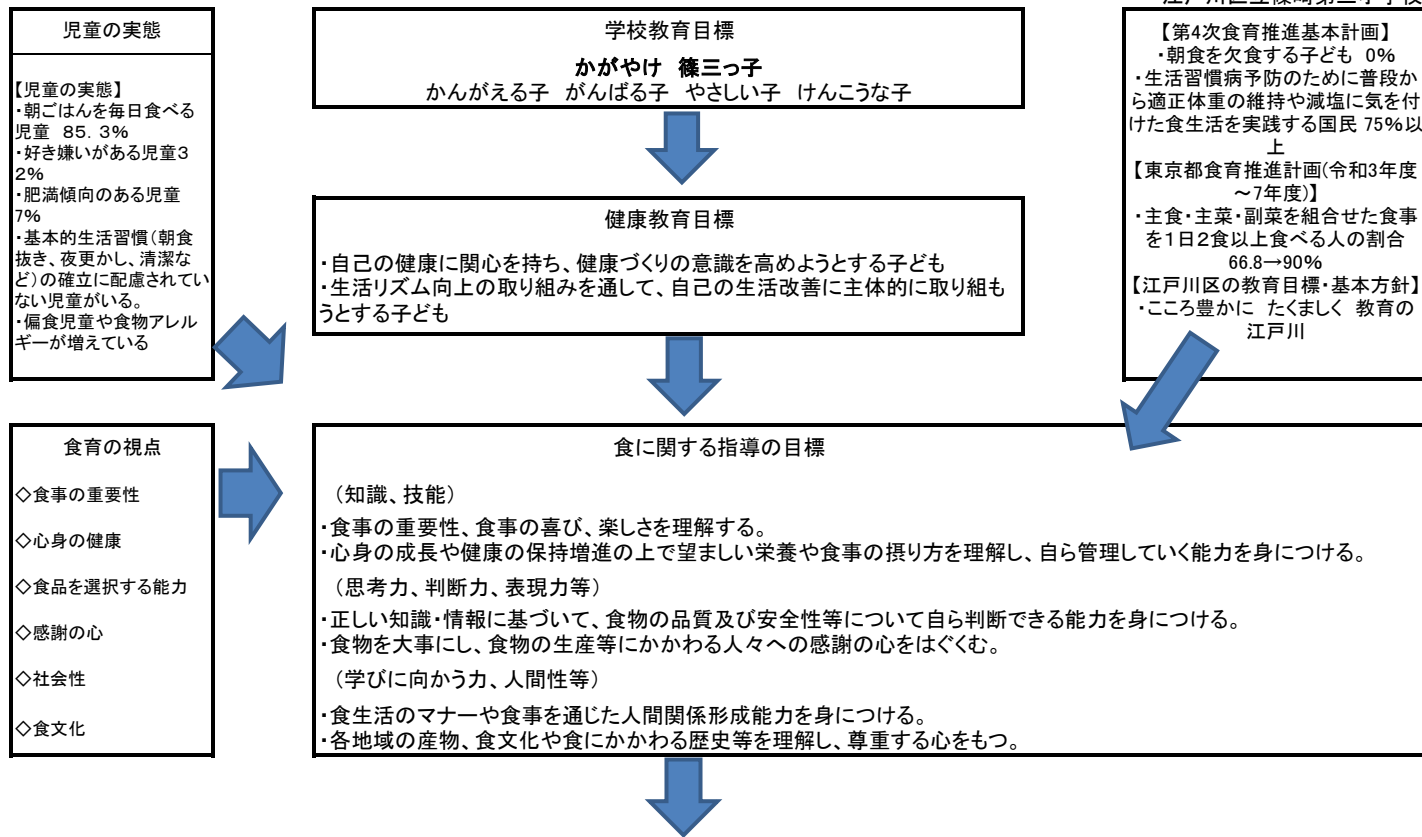 児童の実態
【児童の実態】
・朝ごはんを毎日食べる
児童 85.3%
・好き嫌いがある児童3
2%
・肥満傾向のある児童
7%
・基本的生活習慣(朝食
抜き、夜更かし、清潔な
ど)の確立に配慮されてい
ない児童がいる。
・偏食児童や食物アレル
ギーが増えている
学校教育目標
かがやけ 篠三っ子
かんがえる子 がんばる子 やさしい子 けんこうな子
健康教育目標
・自己の健康に関心を持ち、健康づくりの意識を高めようとする子ども
・生活リズム向上の取り組みを通して、自己の生活改善に主体的に取り組も
うとする子ども
【第4次食育推進基本計画】
・朝食を欠食する子ども 0%
・生活習慣病予防のために普段か
ら適正体重の維持や減塩に気を付
けた食生活を実践する国民 75%以
上
【東京都食育推進計画(令和3年度
~7年度)】
・主食・主菜・副菜を組合せた食事
を1日2食以上食べる人の割合
66.8→90%
【江戸川区の教育目標・基本方針】
・こころ豊かに たくましく 教育の
江戸川
食育の視点
◇食事の重要性
◇心身の健康
◇食品を選択する能力
◇感謝の心
◇社会性
◇食文化
食に関する指導の目標
(知識、技能)
・食事の重要性、食事の喜び、楽しさを理解する。
・心身の成長や健康の保持増進の上で望ましい栄養や食事の摂り方を理解し、自ら管理していく能力を身につける。
(思考力、判断力、表現力等)
・正しい知識・情報に基づいて、食物の品質及び安全性等について自ら判断できる能力を身につける。
・食物を大事にし、食物の生産等にかかわる人々への感謝の心をはぐくむ。
(学びに向かう力、人間性等)
・食生活のマナーや食事を通じた人間関係形成能力を身につける。
・各地域の産物、食文化や食にかかわる歴史等を理解し、尊重する心をもつ。